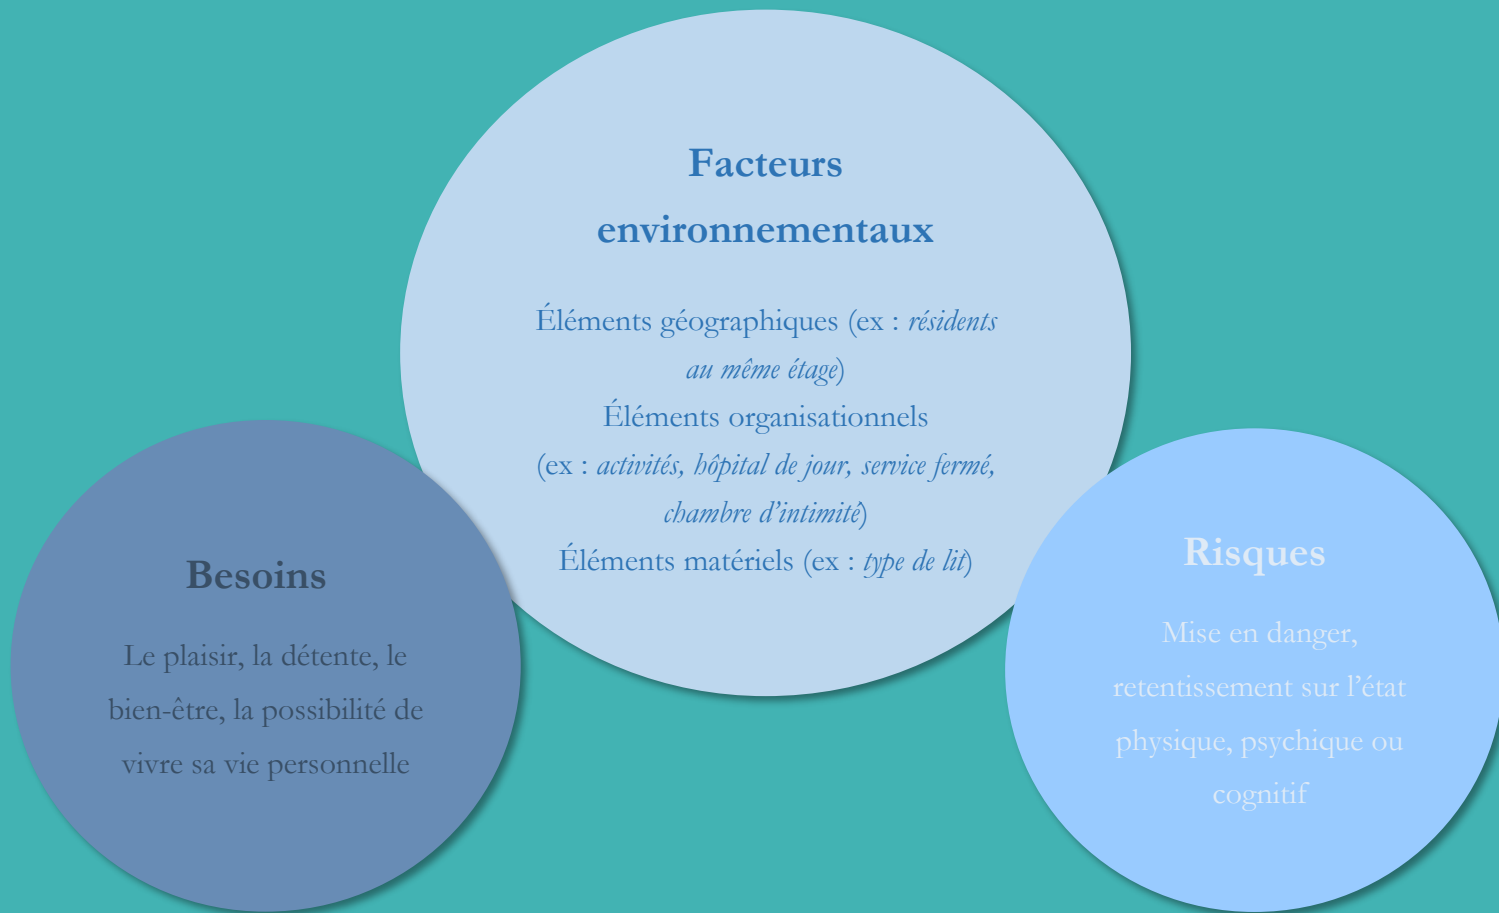 Facteurs
environnementaux
Éléments géographiques (ex : résidents
au même étage)
Éléments organisationnels
(ex : activités, hôpital de jour, service fermé,
chambre d’intimité)
Éléments matériels (ex : type de lit)
Besoins
Le plaisir, la détente, le
bien-être, la possibilité de
vivre sa vie personnelle
Risques
Mise en danger,
retentissement sur l’état
physique, psychique ou
cognitif